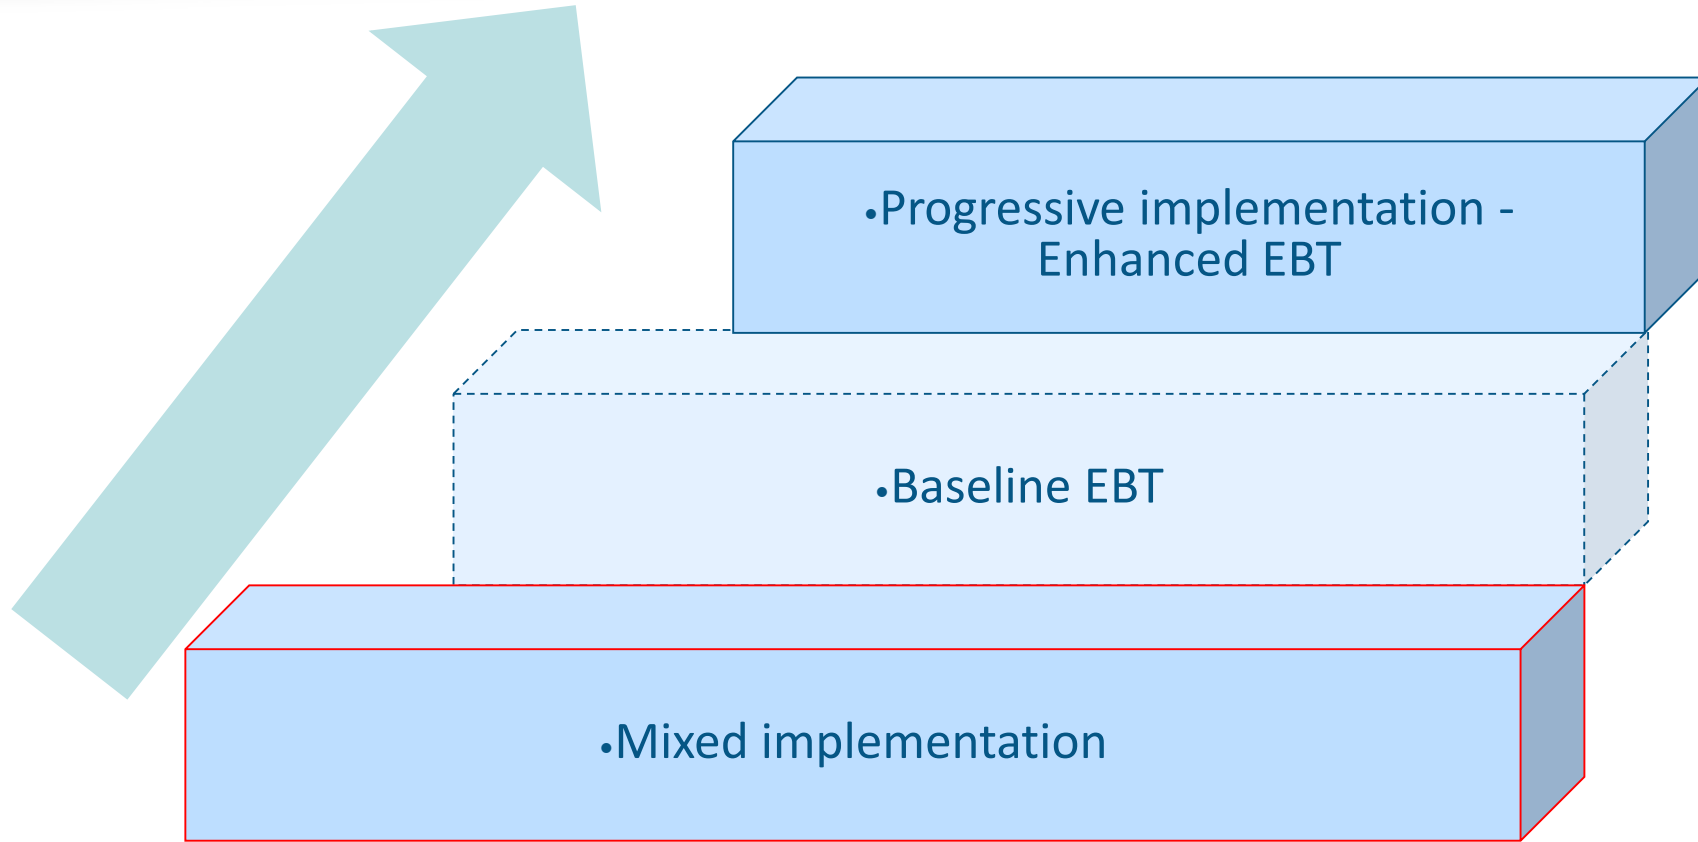 •Progressive implementation -
Enhanced EBT
•Baseline EBT
•Mixed implementation